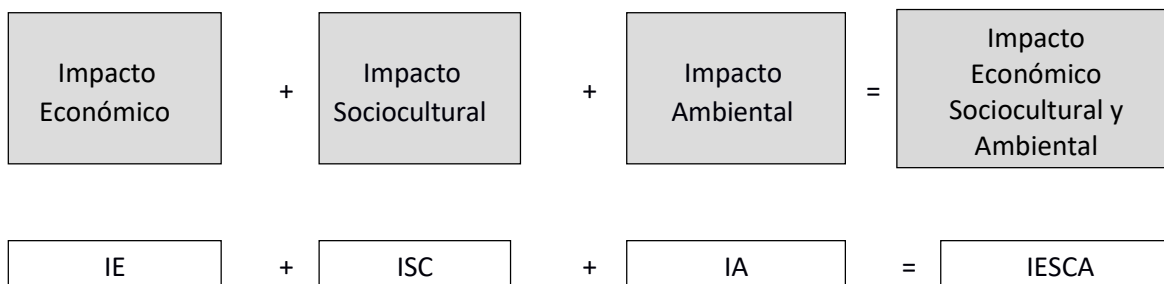 Impacto
Económico
+
Impacto
Sociocultural
+
Impacto
Ambiental
=
Impacto
Económico
Sociocultural y
Ambiental
IE + ISC + IA = IESCA